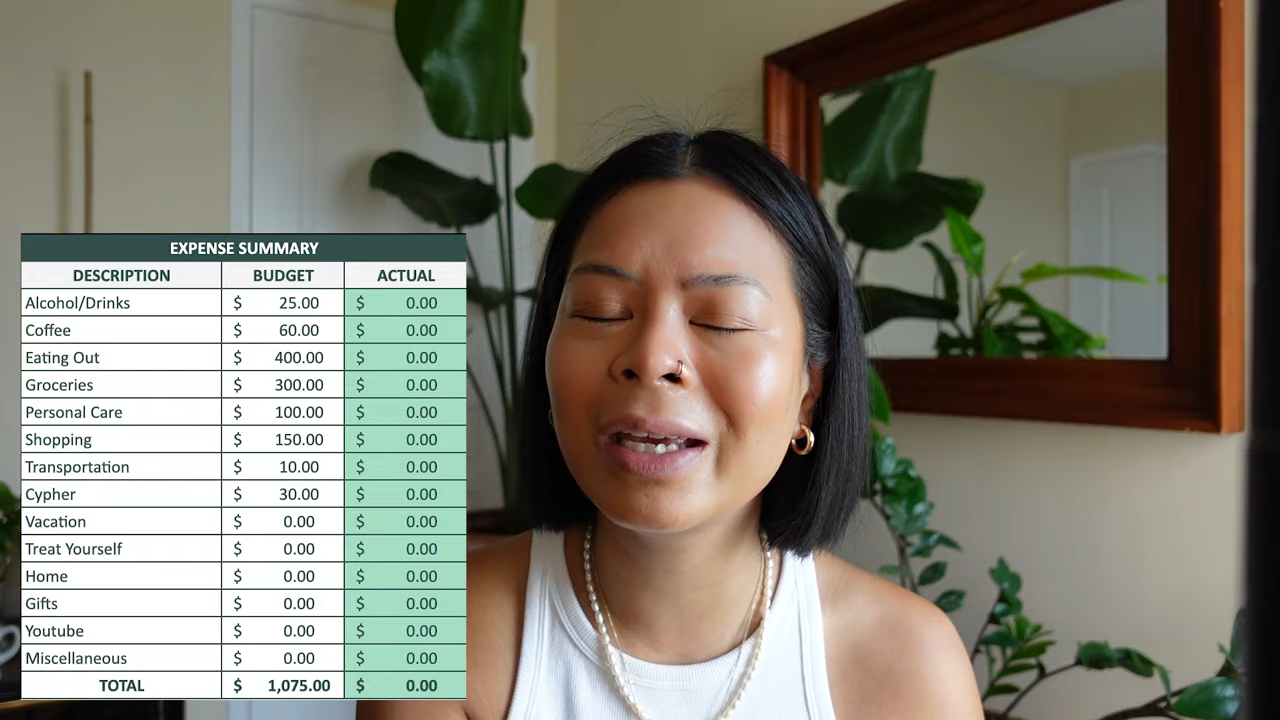 EXPENSE SUMMARY
DESCRIPTION BUDGET ACTUAL
Alcohol/Drinks $ 25.00 $ 0.00
Coffee $ 60.00 $ 0.00
Eating Out $ 400.00 $ 0.00
Groceries $ 300.00 $ 0.00
Personal Care $ 100.00 $ 0.00
Shopping $ 150.00 $ 0.00
Transportation $ 10.00 $ 0.00
Cypher $ 30.00 $ 0.00
Vacation $ 0.00 $ 0.00
Treat Yourself $ 0.00 $ 0.00
Home $ 0.00 $ 0.00
Gifts $ 0.00 $ 0.00
Youtube $ 0.00 $ 0.00
Miscellaneous $ 0.00 $ 0.00
TOTAL $ 1,075.00 $ 0.00